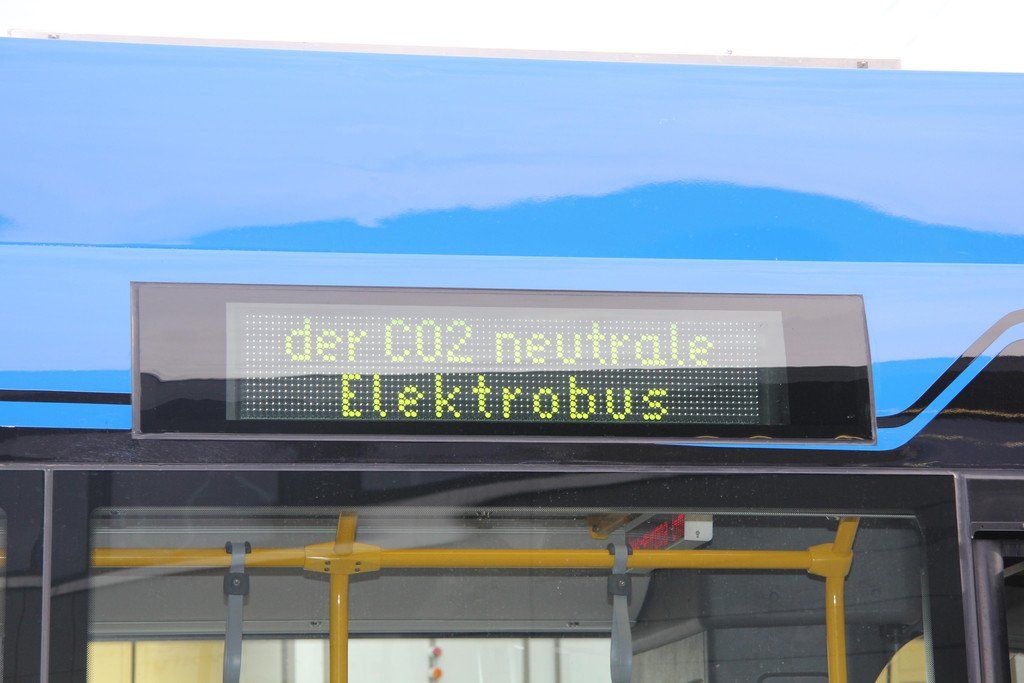 der CO2 neutrale
Elektrobus